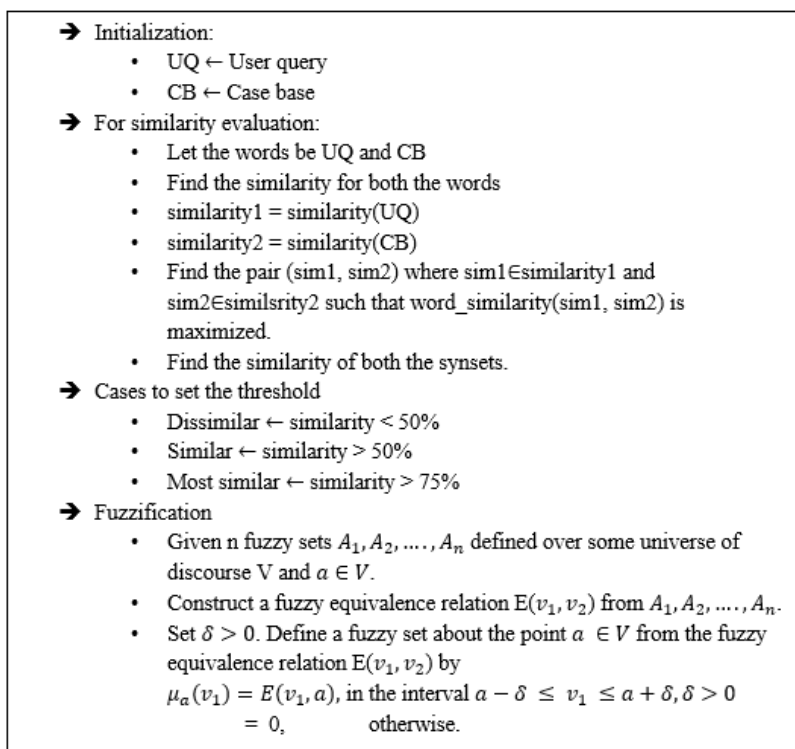 ➔ Initialization:
• UQ ← User query
• CB ← Case base
➔ For similarity evaluation:
• Let the words be UQ and CB
• Find the similarity for both the words
• similarity1 = similarity(UQ)
• similarity2 = similarity(CB)
• Find the pair (sim1, sim2) where sim1∈similarity1 and
sim2∈similsrity2 such that word_similarity(sim1, sim2) is
maximized.
• Find the similarity of both the synsets.
➔ Cases to set the threshold
• Dissimilar ← similarity < 50%
• Similar ← similarity > 50%
• Most similar ← similarity > 75%
➔ Fuzzification
• Given n fuzzy sets A₁, A₂, …., Aₙ defined over some universe of
discourse V and a ∈ V.
• Construct a fuzzy equivalence relation E(v₁, v₂) from A₁, A₂, …., Aₙ.
• Set δ > 0. Define a fuzzy set about the point a ∈ V from the fuzzy
equivalence relation E(v₁, v₂) by
μₐ(v₁) = E(v₁, a), in the interval a − δ ≤ v₁ ≤ a + δ, δ > 0
= 0, otherwise.